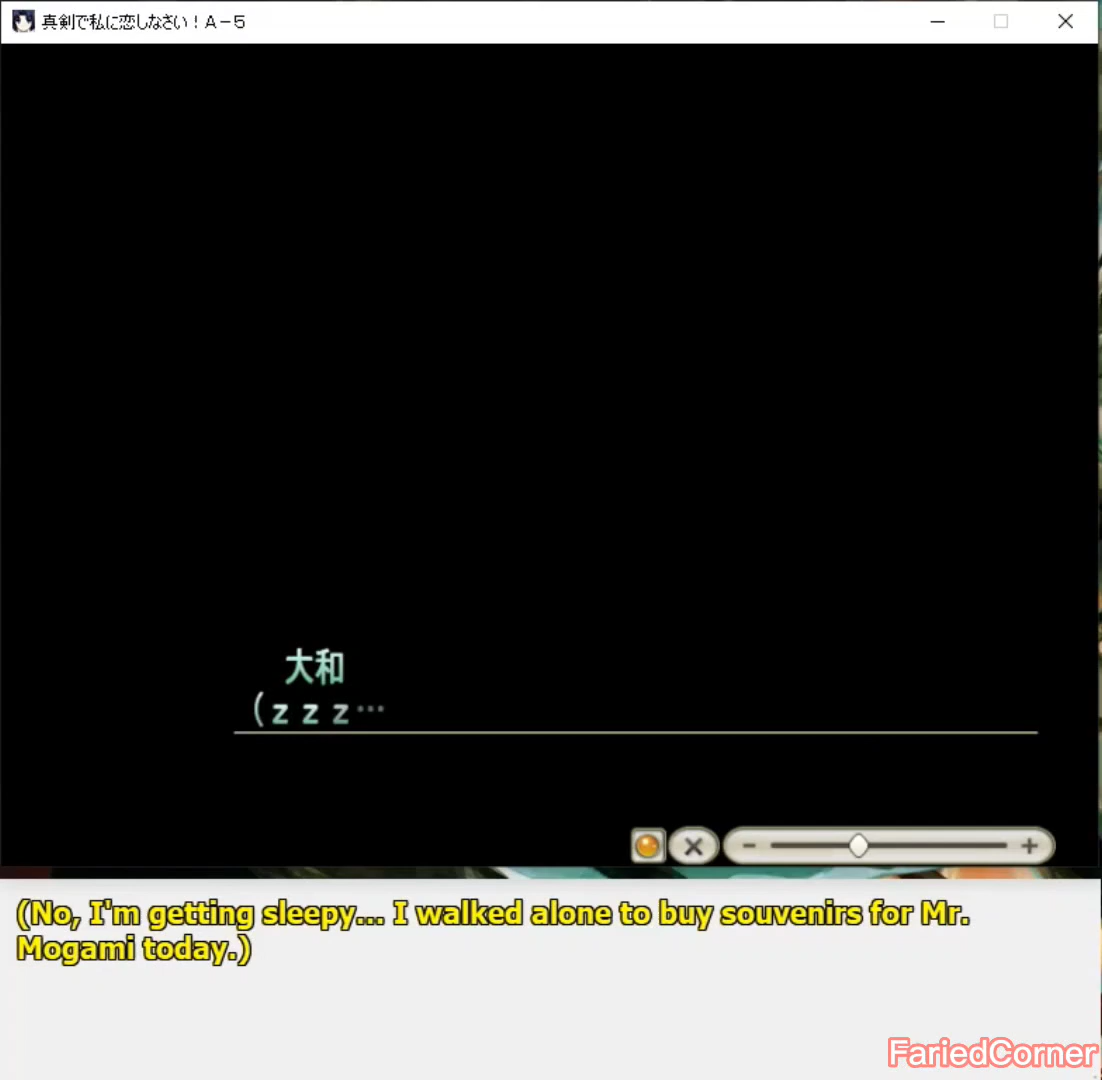 真剣で私に恋しなさい！Ａ－５
大和
（ｚｚｚ…
(No, I'm getting sleepy... I walked alone to buy souvenirs for Mr.
Mogami today.)
FariedCorner